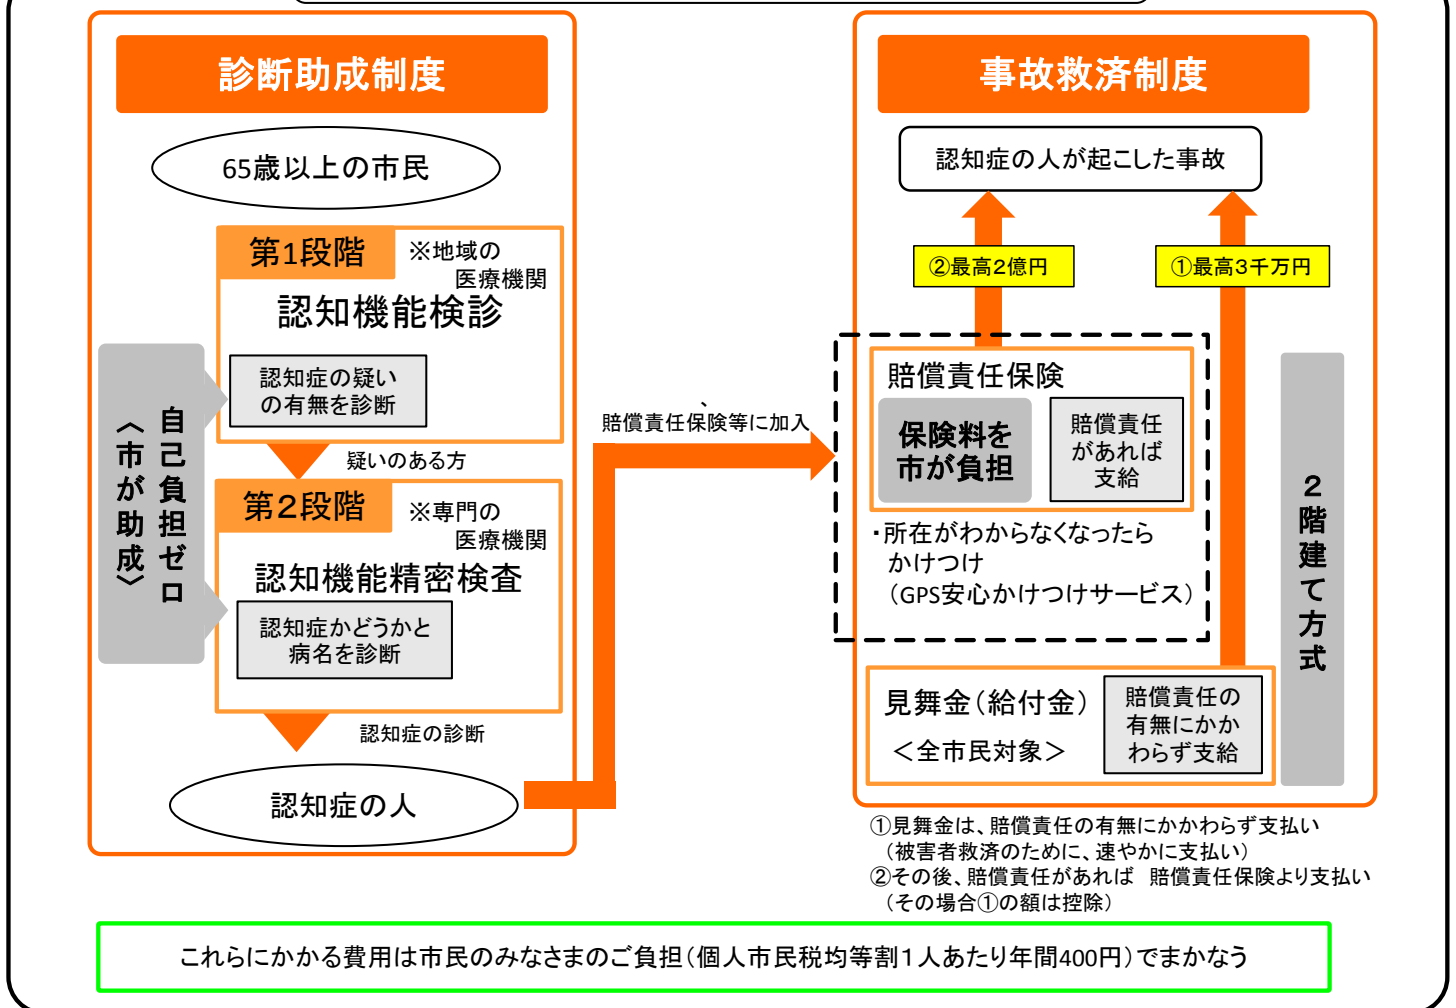 診断助成制度
65歳以上の市民
第1段階
※地域の
医療機関
認知機能検診
認知症の疑い
の有無を診断
疑いのある方
第２段階
※専門の
医療機関
認知機能精密検査
認知症かどうかと
病名を診断
自己負担ゼロ
〈市が助成〉
認知症の診断
認知症の人
、
賠償責任保険等に加入
事故救済制度
認知症の人が起こした事故
②最高２億円
①最高３千万円
賠償責任保険
保険料を
市が負担
賠償責任
があれば
支給
・所在がわからなくなったら
かけつけ
（GPS安心かけつけサービス）
２階建て方式
見舞金（給付金）
＜全市民対象＞
賠償責任の
有無にかか
わらず支給
①見舞金は、賠償責任の有無にかかわらず支払い
（被害者救済のために、速やかに支払い）
②その後、賠償責任があれば　賠償責任保険より支払い
（その場合①の額は控除）
これらにかかる費用は市民のみなさまのご負担（個人市民税均等割１人あたり年間400円）でまかなう